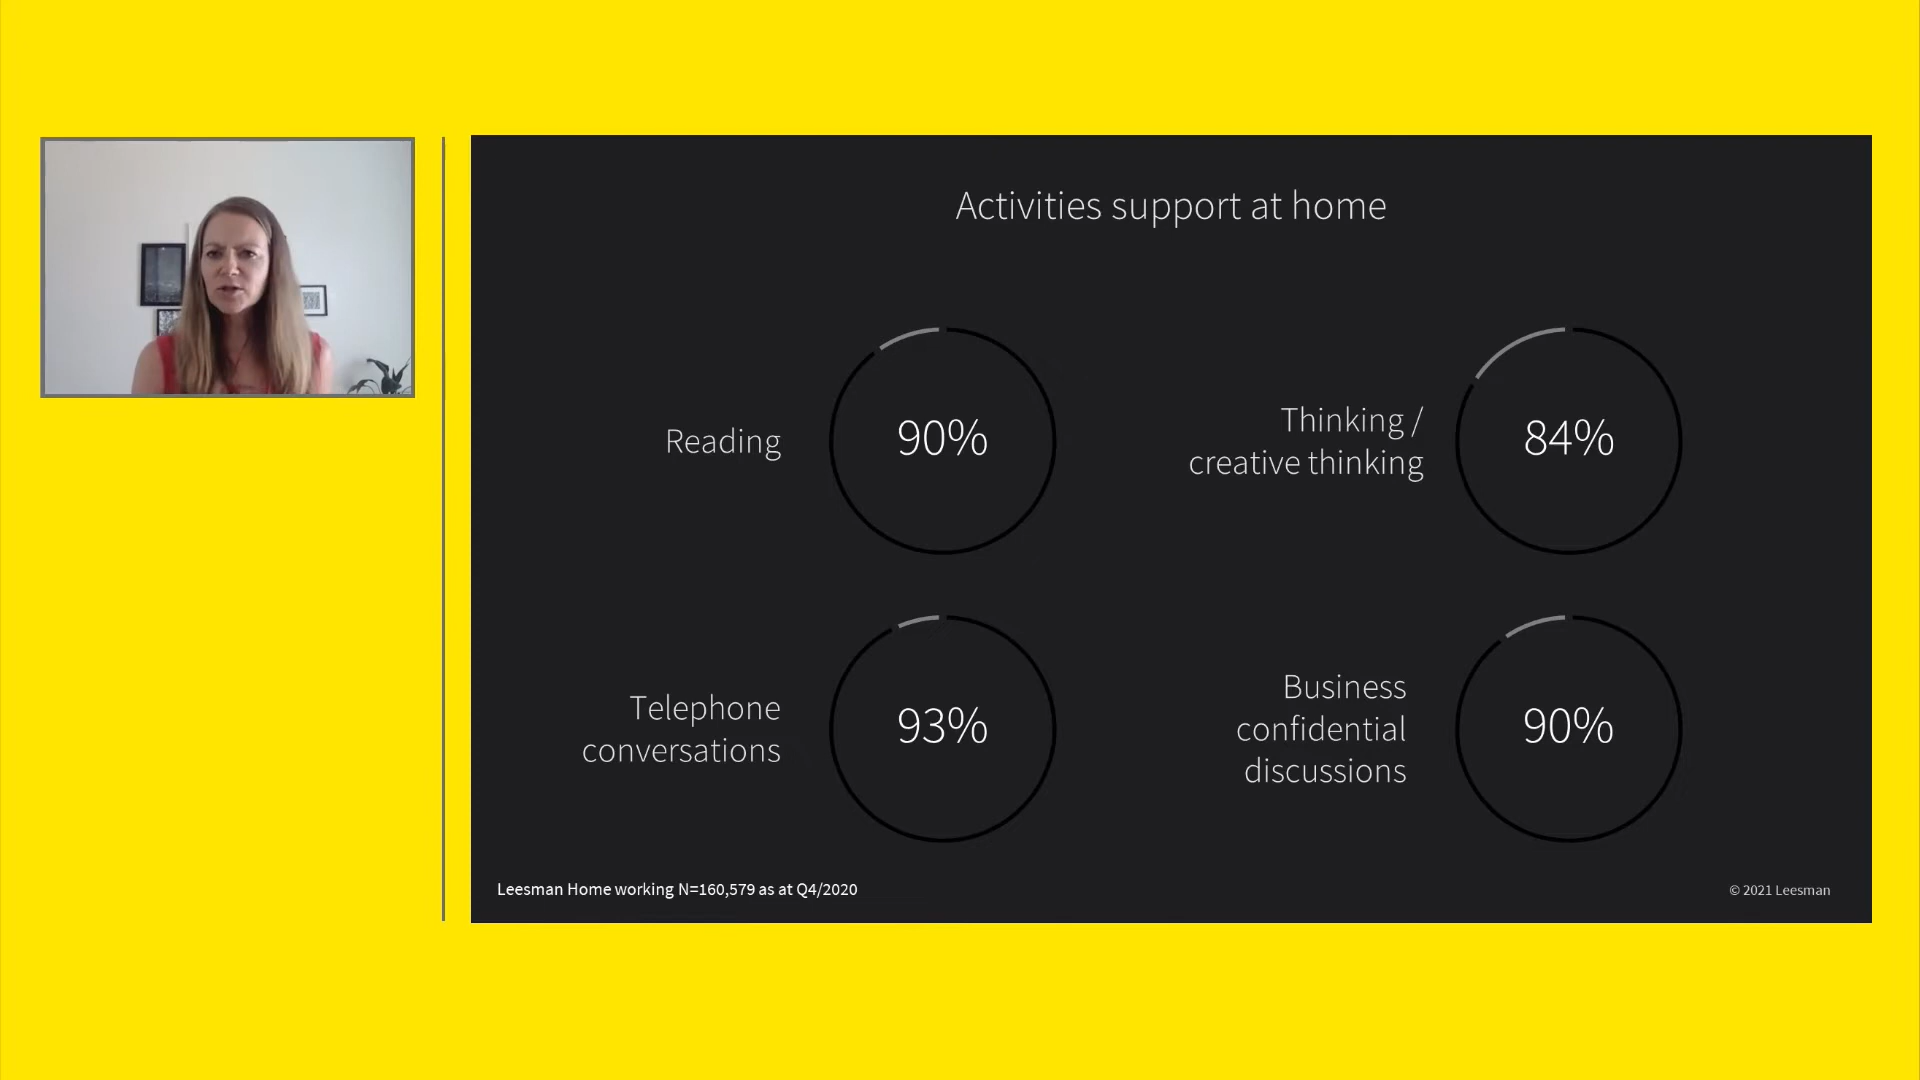 Activities support at home
Reading
90%
Thinking /
creative thinking
84%
Telephone
conversations
93%
Business
confidential
discussions
90%
Leesman Home working N=160,579 as at Q4/2020
© 2021 Leesman